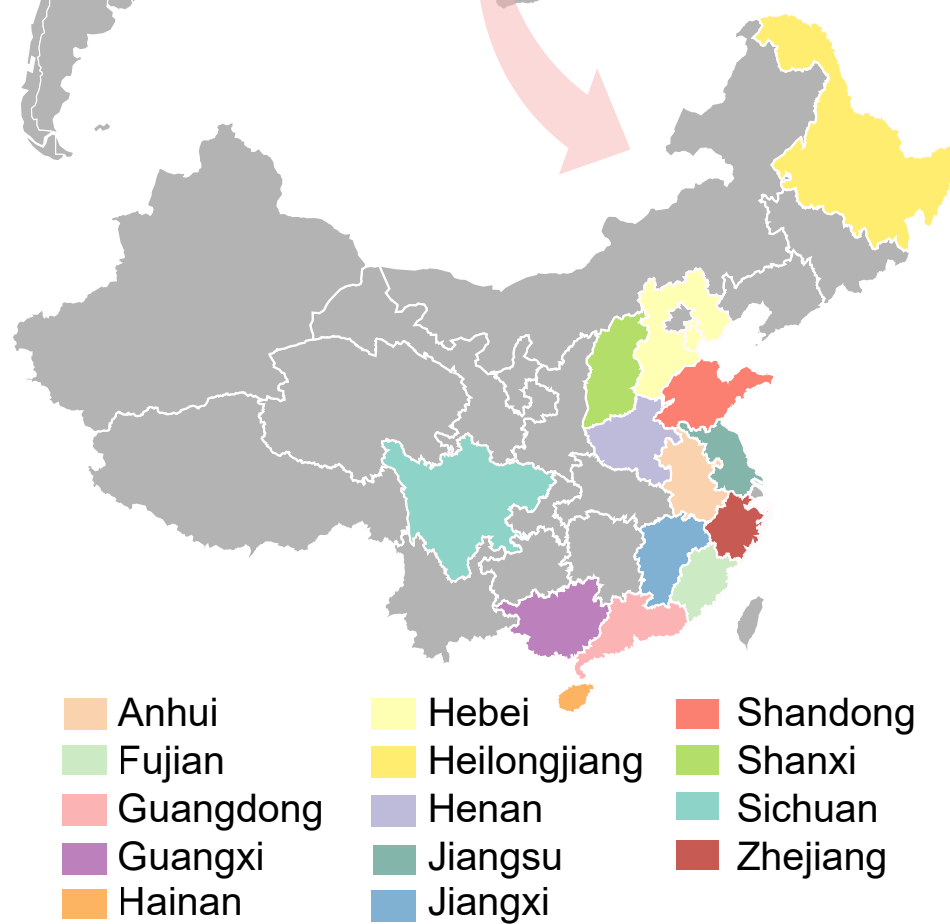 Anhui
Fujian
Guangdong
Guangxi
Hainan
Hebei
Heilongjiang
Henan
Jiangsu
Jiangxi
Shandong
Shanxi
Sichuan
Zhejiang